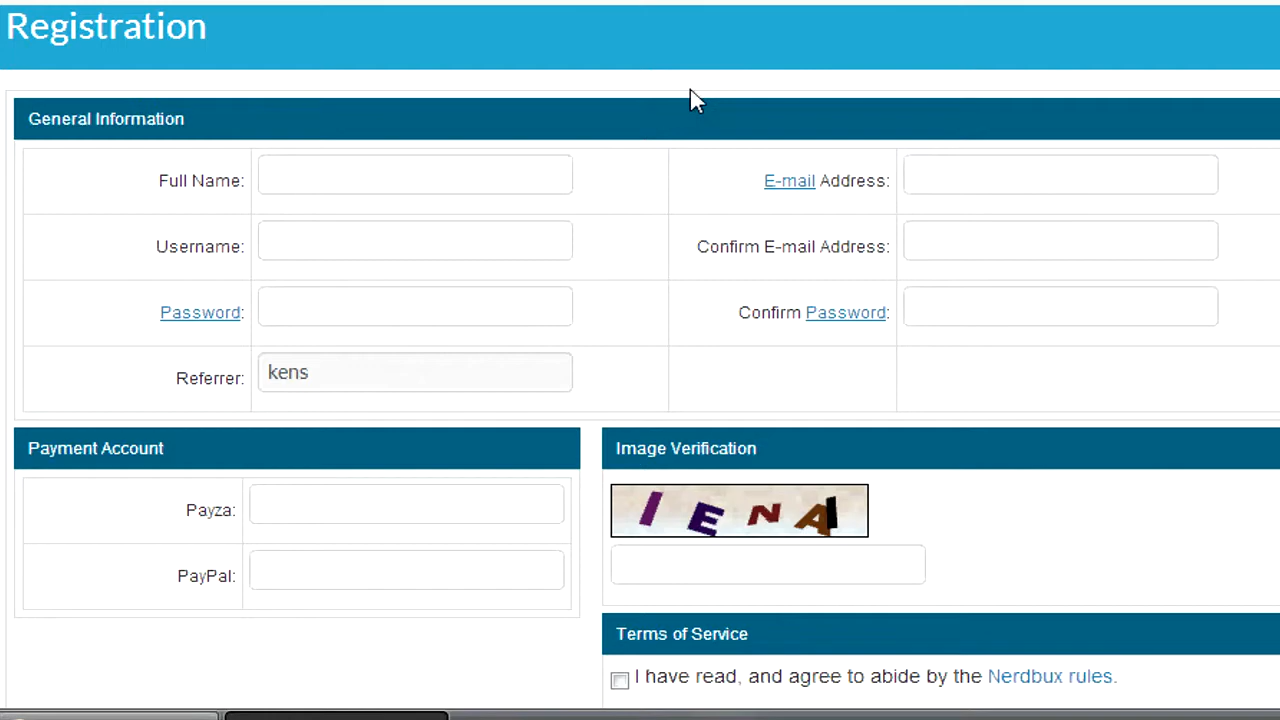 Registration
General Information
Full Name:
E-mail Address:
Username:
Confirm E-mail Address:
Password:
Confirm Password:
Referrer:
kens
Payment Account
Image Verification
Payza:
PayPal:
Terms of Service
I have read, and agree to abide by the Nerdbux rules.